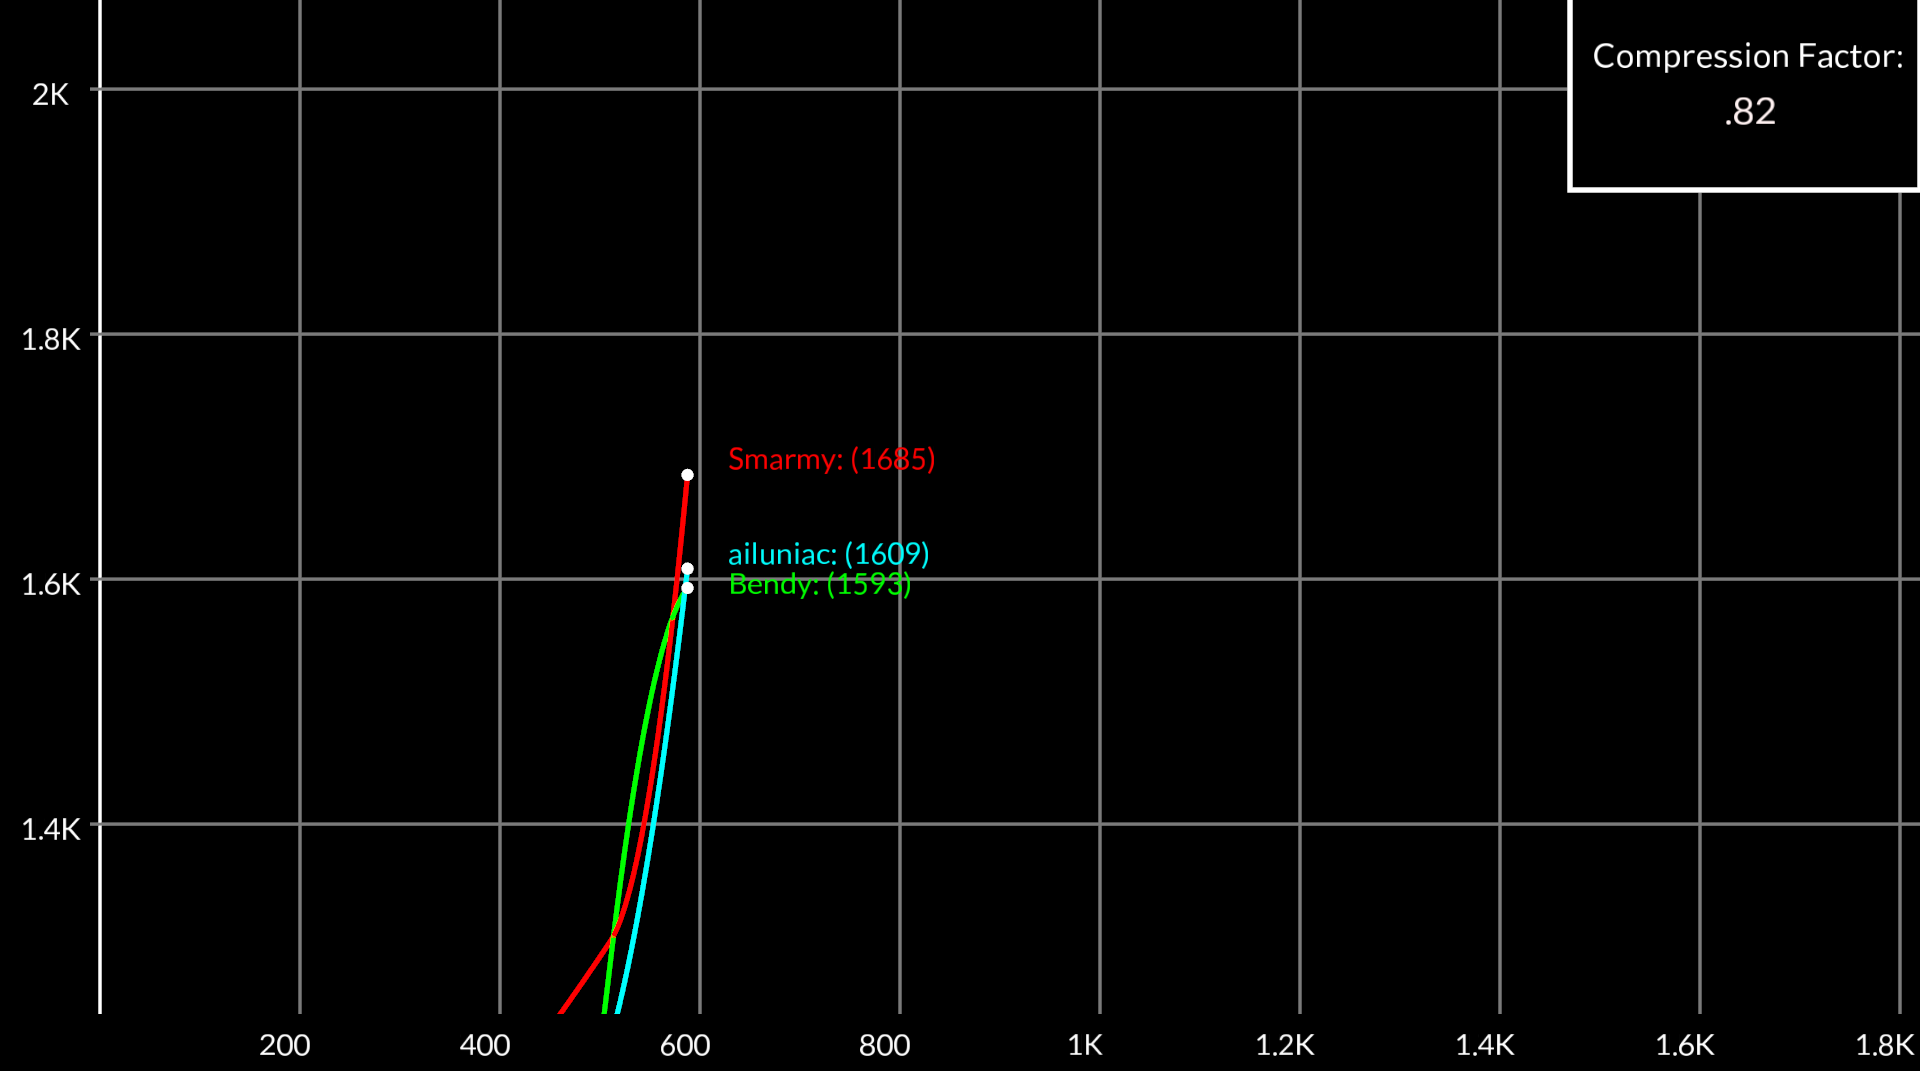 Compression Factor:
.82
2K
1.8K
Smarmy: (1685)
ailuniac: (1609)
1.6K
Bendy: (1593)
1.4K
200 400 600 800 1K 1.2K 1.4K 1.6K 1.8K